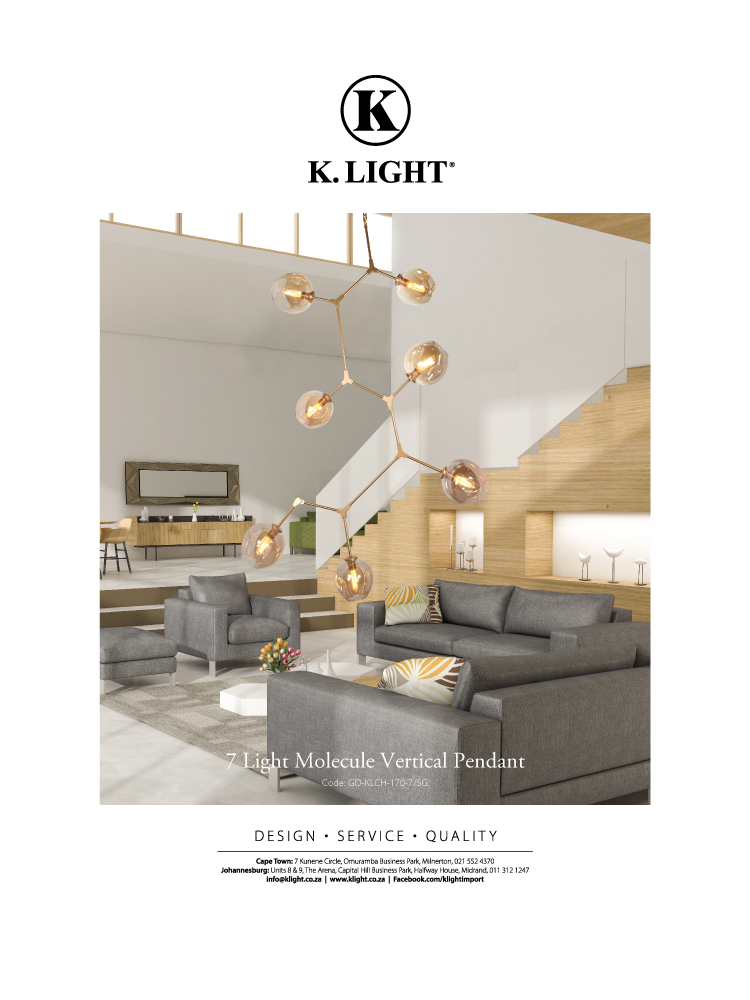 K
K. LIGHT®
7 Light Molecule Vertical Pendant
Code: GO-KLCH-170-7/SG
DESIGN • SERVICE • QUALITY
Cape Town: 7 Kunene Circle, Omuramba Business Park, Milnerton, 021 552 4370
Johannesburg: Units 8 & 9, The Arena, Capital Hill Business Park, Halfway House, Midrand, 011 312 1247
info@klight.co.za | www.klight.co.za | Facebook.com/klightimport